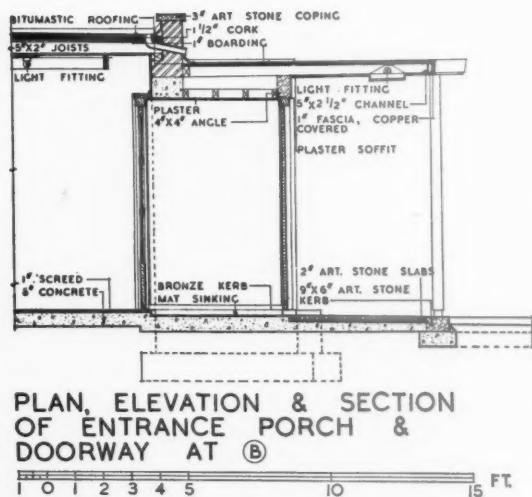 BITUMASTIC ROOFING
3" ART STONE COPING
1 1/2" CORK
1" BOARDING
5"X2" JOISTS
LIGHT FITTING
LIGHT FITTING
5"X2 1/2" CHANNEL
1" FASCIA, COPPER
COVERED
PLASTER
4"X4" ANGLE
PLASTER SOFFIT
1" SCREED
6" CONCRETE
BRONZE KERB
MAT SINKING
2" ART. STONE SLABS
9"X6" ART. STONE
KERB
PLAN, ELEVATION & SECTION
OF ENTRANCE PORCH &
DOORWAY AT B
1 0 1 2 3 4 5 10 15 FT.